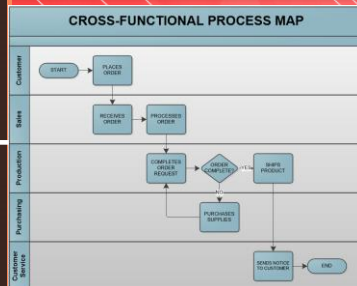 CROSS-FUNCTIONAL PROCESS MAP
Customer
START
PLACES
ORDER
Sales
RECEIVES
ORDER
PROCESSES
ORDER
Production
COMPLETES
ORDER
REQUEST
ORDER
COMPLETE?
YES
SHIPS
PRODUCT
NO
Purchasing
PURCHASES
SUPPLIES
Customer
Service
SENDS NOTICE
TO CUSTOMER
END